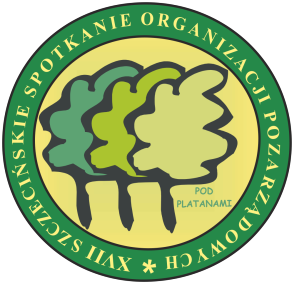 XVII SZCZECIŃSKIE SPOTKANIE ORGANIZACJI POZARZĄDOWYCH *
POD
PLATANAMI